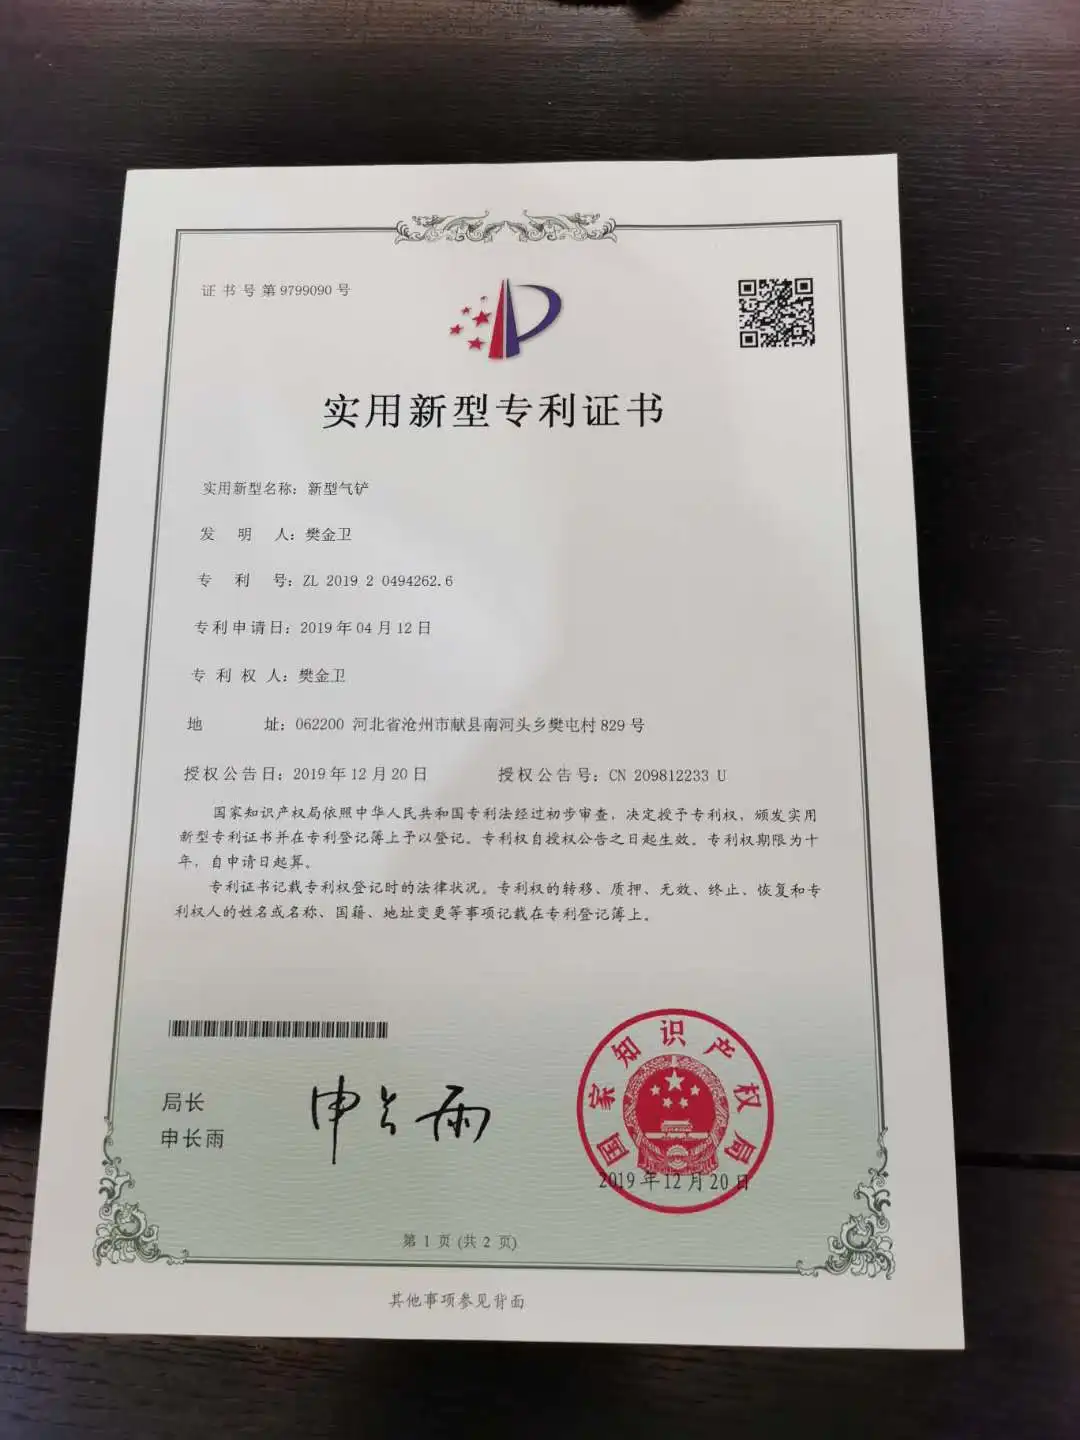 证书号第9799090号
实用新型专利证书
实用新型名称：新型气铲
发明人：樊金卫
专利号：ZL 2019 2 0494262.6
专利申请日：2019年04月12日
专利权人：樊金卫
地址：062200 河北省沧州市献县南河头乡樊屯村829号
授权公告日：2019年12月20日 授权公告号：CN 209812233 U
国家知识产权局依照中华人民共和国专利法经过初步审查，决定授予专利权，颁发实用
新型专利证书并在专利登记簿上予以登记。专利权自授权公告之日起生效。专利权期限为十
年，自申请日起算。
专利证书记载专利权登记时的法律状况。专利权的转移、质押、无效、终止、恢复和专
利权人的姓名或名称、国籍、地址变更等事项记载在专利登记簿上。
局长
申长雨
申长雨
国家知识产权局
2019年12月20日
第1页(共2页)
其他事项参见背面